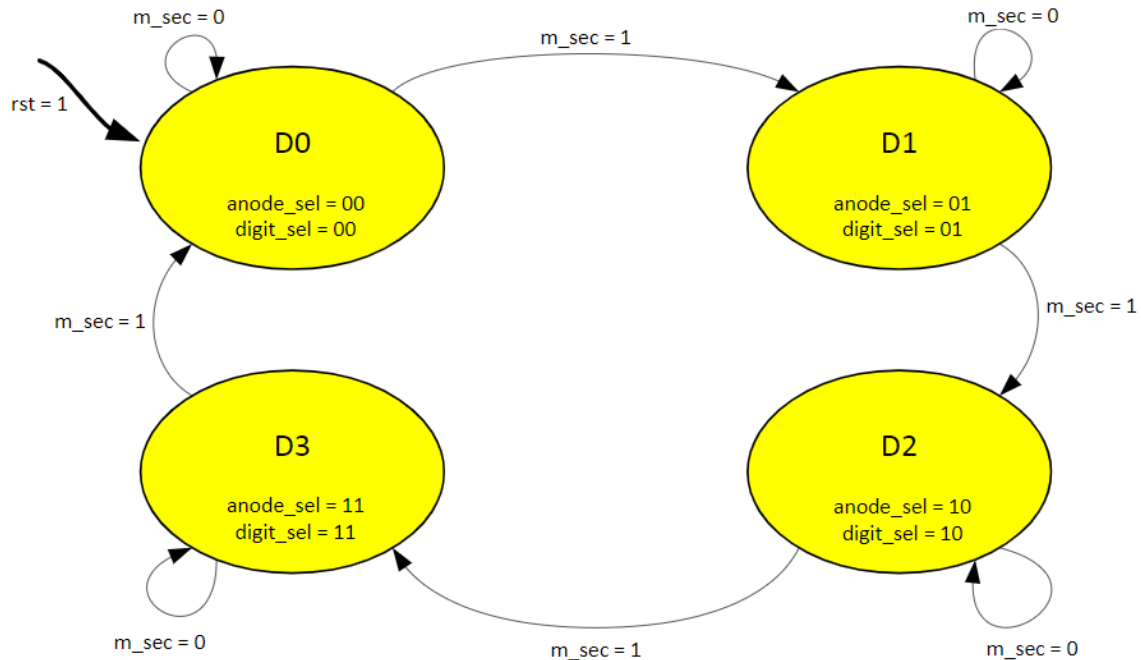 m_sec = 0
m_sec = 1
m_sec = 0
rst = 1
D0
anode_sel = 00
digit_sel = 00
D1
anode_sel = 01
digit_sel = 01
m_sec = 1
m_sec = 1
D3
anode_sel = 11
digit_sel = 11
D2
anode_sel = 10
digit_sel = 10
m_sec = 0
m_sec = 1
m_sec = 0